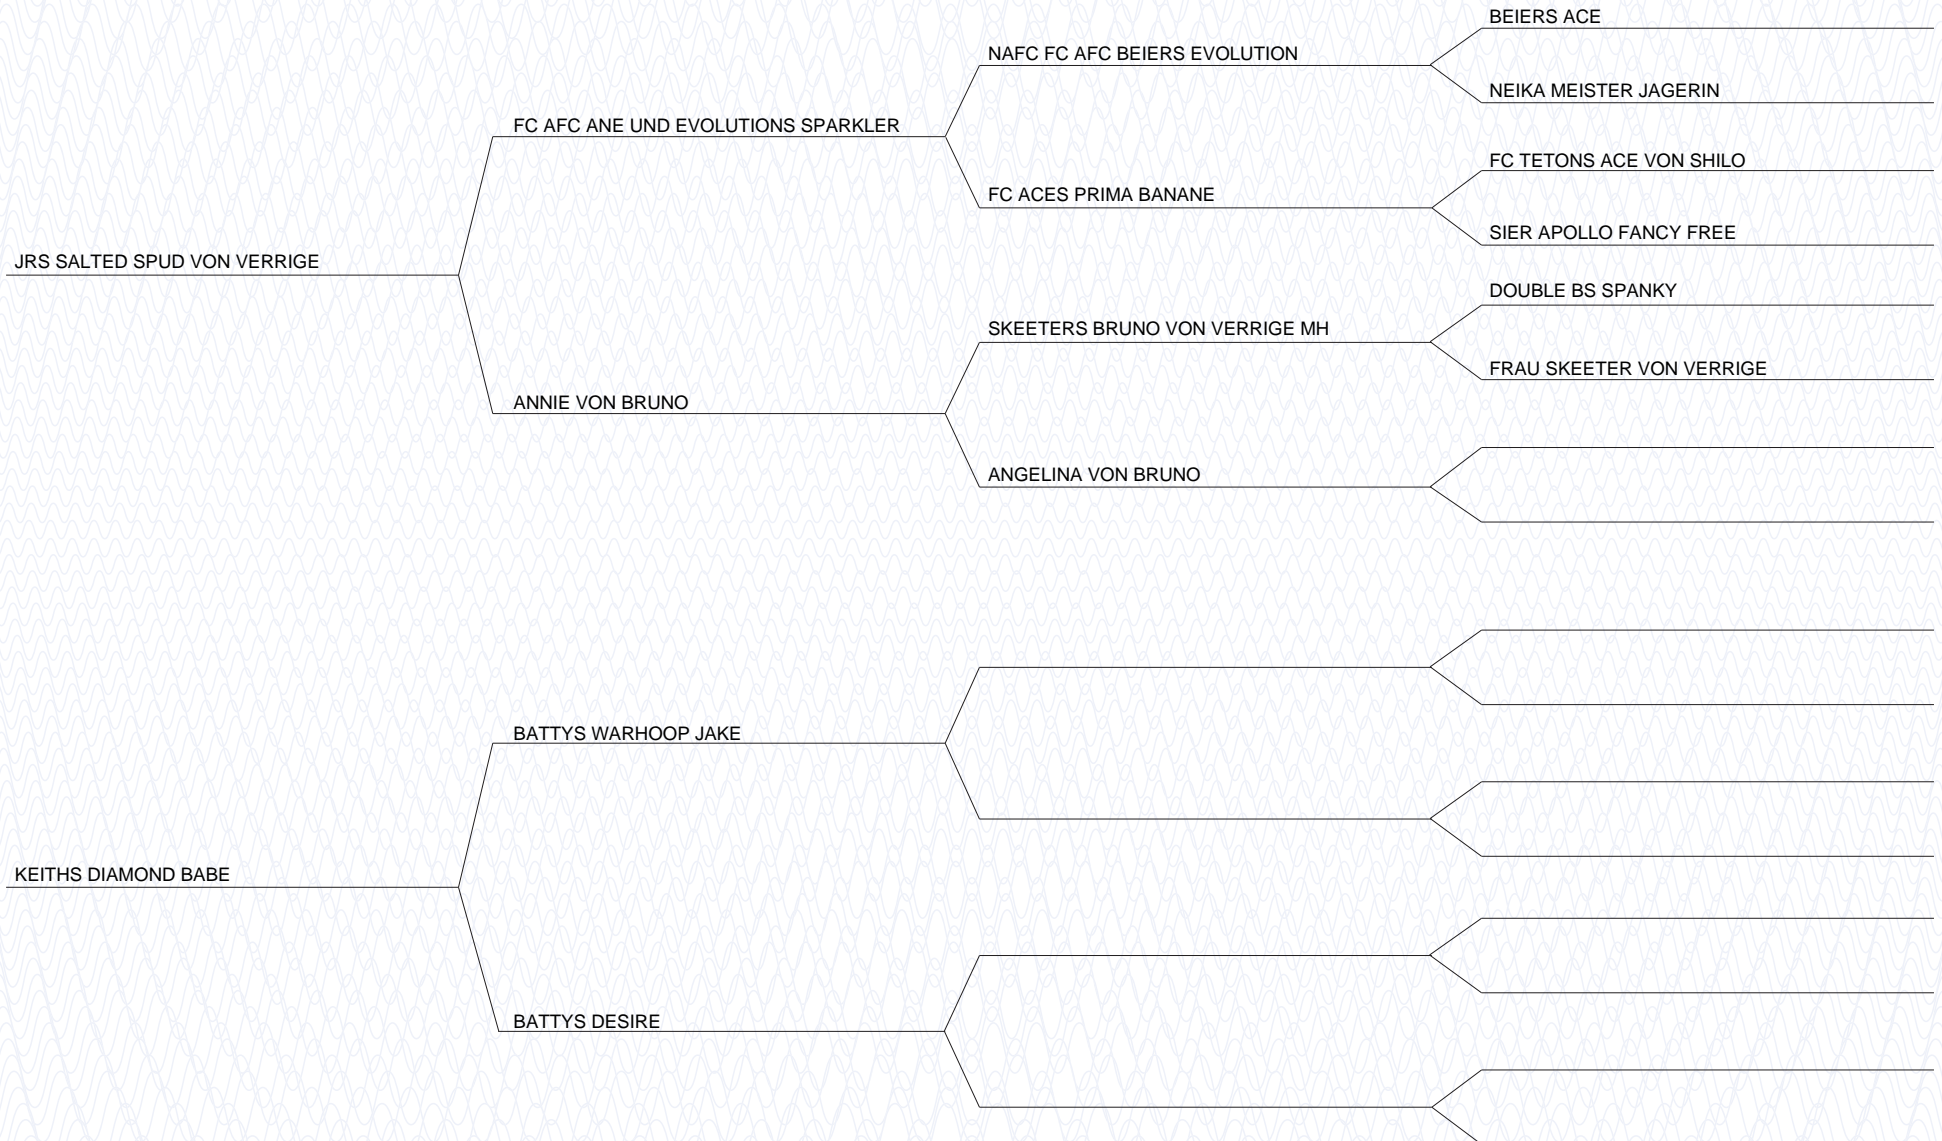 BEIERS ACE
NAFC FC AFC BEIERS EVOLUTION
NEIKA MEISTER JAGERIN
FC AFC ANE UND EVOLUTIONS SPARKLER
FC TETONS ACE VON SHILO
FC ACES PRIMA BANANE
SIER APOLLO FANCY FREE
JRS SALTED SPUD VON VERRIGE
DOUBLE BS SPANKY
SKEETERS BRUNO VON VERRIGE MH
FRAU SKEETER VON VERRIGE
ANNIE VON BRUNO
ANGELINA VON BRUNO
BATTYS WARHOOP JAKE
KEITHS DIAMOND BABE
BATTYS DESIRE